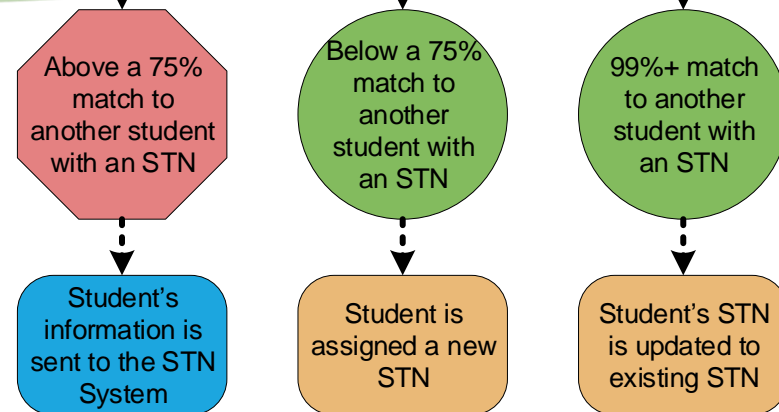 Above a 75%
match to
another student
with an STN
Below a 75%
match to
another
student with
an STN
99%+ match
to another
student with
an STN
Student's
information is
sent to the STN
System
Student is
assigned a new
STN
Student's STN
is updated to
existing STN